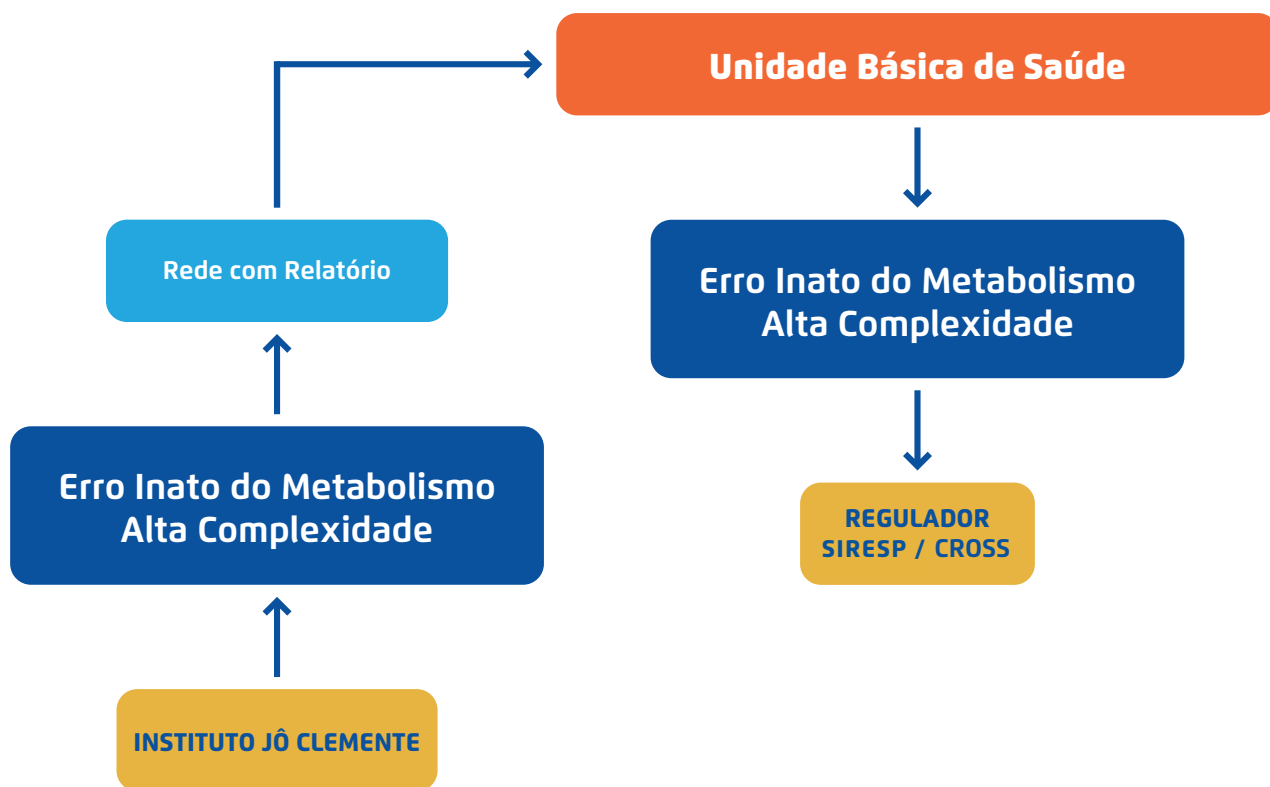 Unidade Básica de Saúde
Rede com Relatório
Erro Inato do Metabolismo
Alta Complexidade
Erro Inato do Metabolismo
Alta Complexidade
REGULADOR
SIRESP / CROSS
INSTITUTO JÔ CLEMENTE